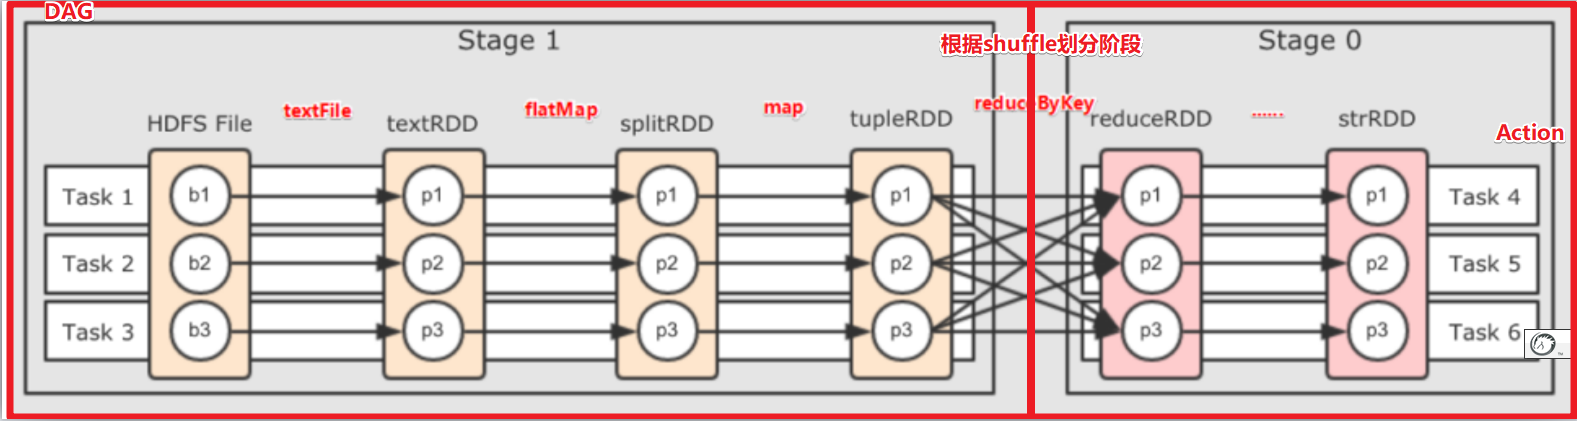 DAG
Stage 1
根据shuffle划分阶段
Stage 0
HDFS File
textFile
textRDD
flatMap
splitRDD
map
tupleRDD
reduceByKey
reduceRDD
......
strRDD
Action
Task 1
b1
p1
p1
p1
p1
p1
Task 4
Task 2
b2
p2
p2
p2
p2
p2
Task 5
Task 3
b3
p3
p3
p3
p3
p3
Task 6